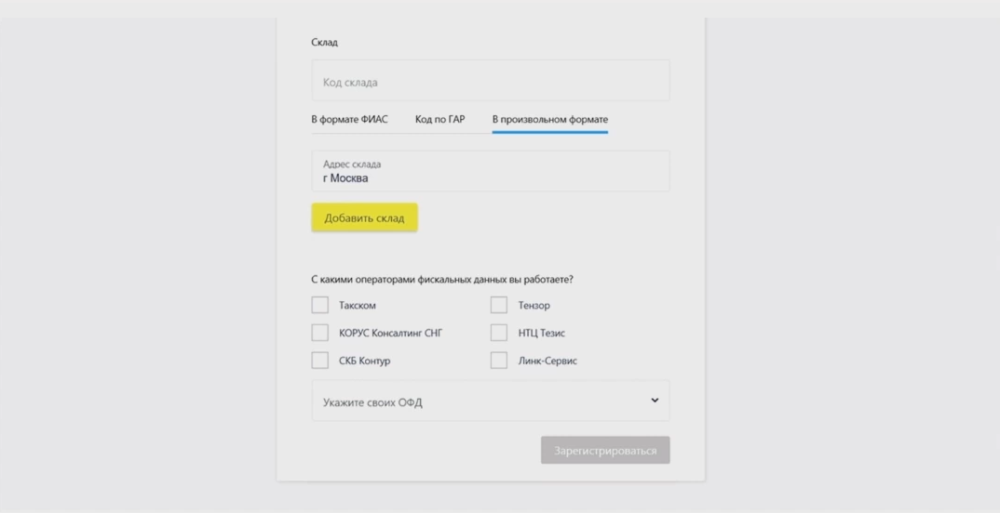 Склад
Код склада
В формате ФИАС Код по ГАР В произвольном формате
Адрес склада
г Москва
Добавить склад
С какими операторами фискальных данных вы работаете?
Такском Тензор
КОРУС Консалтинг СНГ НТЦ Тезис
СКБ Контур Линк-Сервис
Укажите своих ОФД
Зарегистрироваться